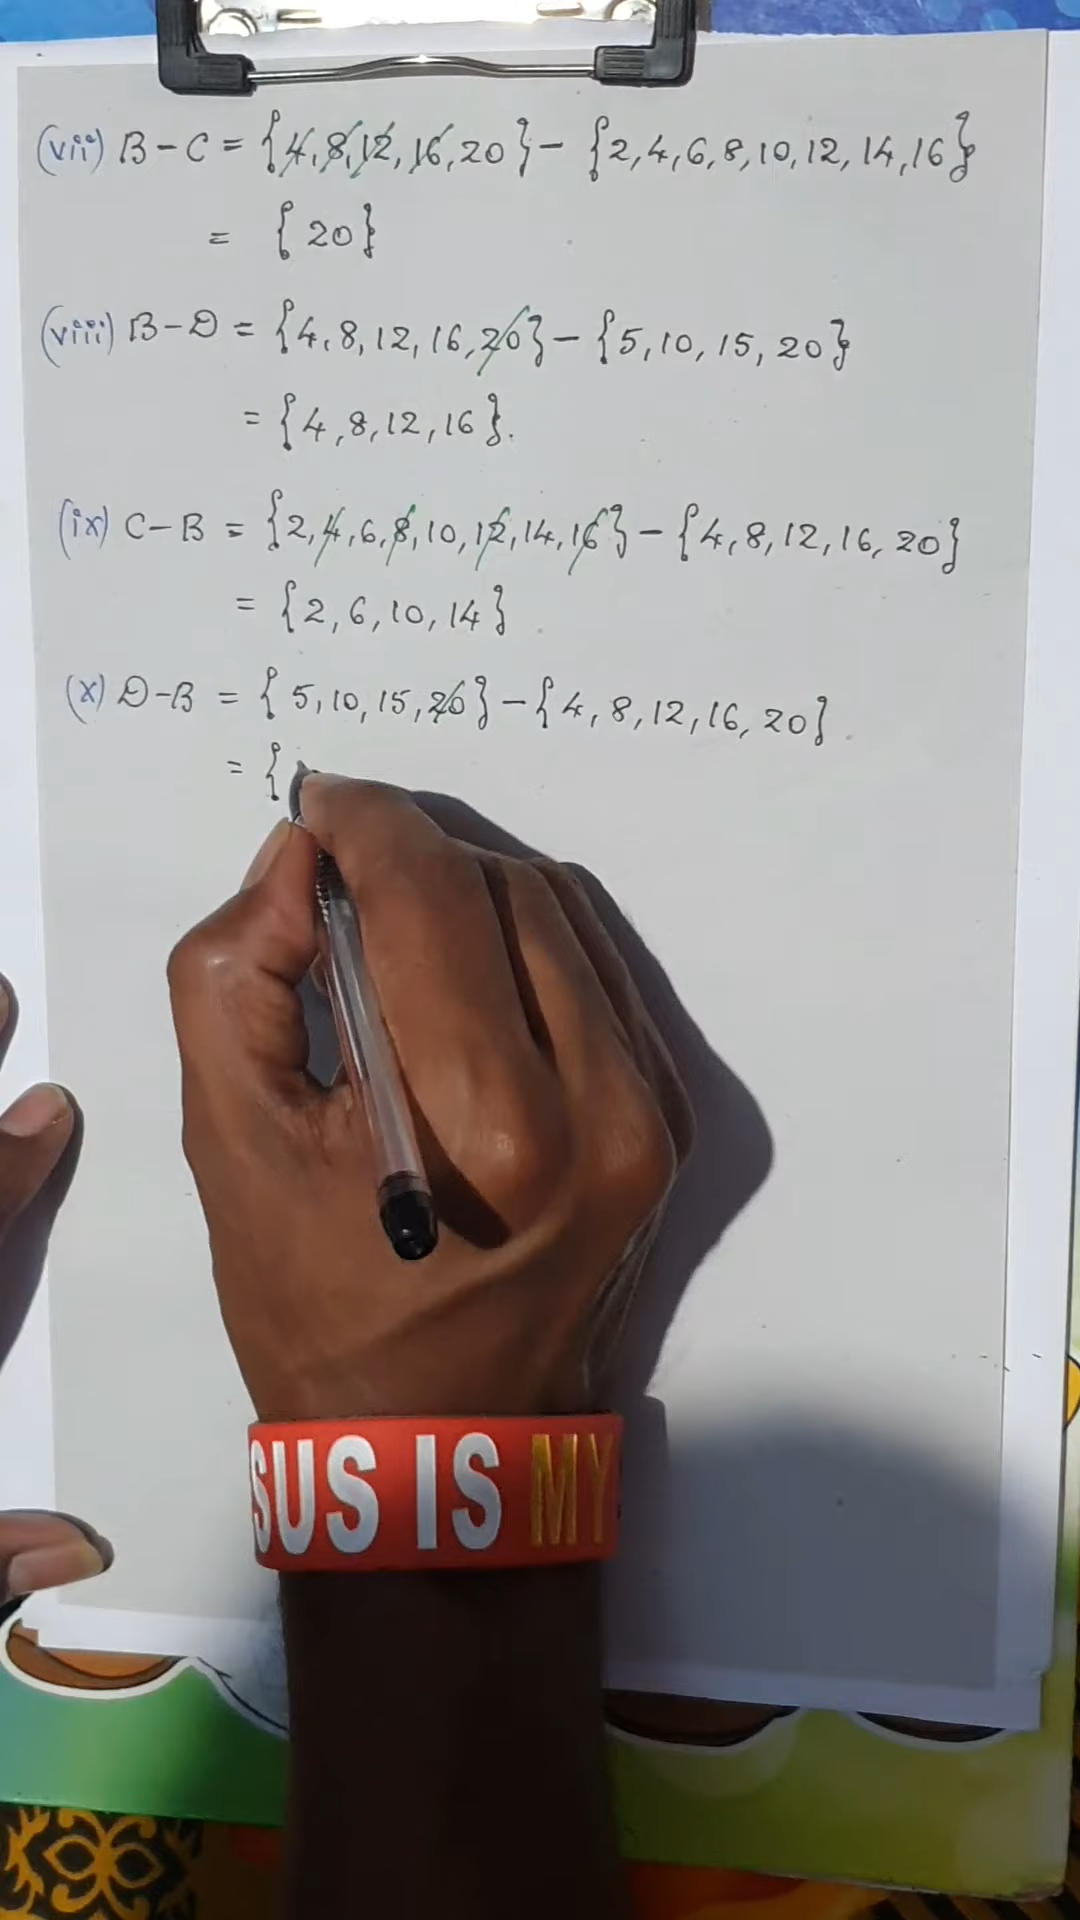 (vii) B - C = {4, 8, 12, 16, 20} - {2, 4, 6, 8, 10, 12, 14, 16}
= {20}
(viii) B - D = {4, 8, 12, 16, 20} - {5, 10, 15, 20}
= {4, 8, 12, 16}.
(ix) C - B = {2, 4, 6, 8, 10, 12, 14, 16} - {4, 8, 12, 16, 20}
= {2, 6, 10, 14}
(x) D - B = {5, 10, 15, 20} - {4, 8, 12, 16, 20}
= {
SUS IS MY